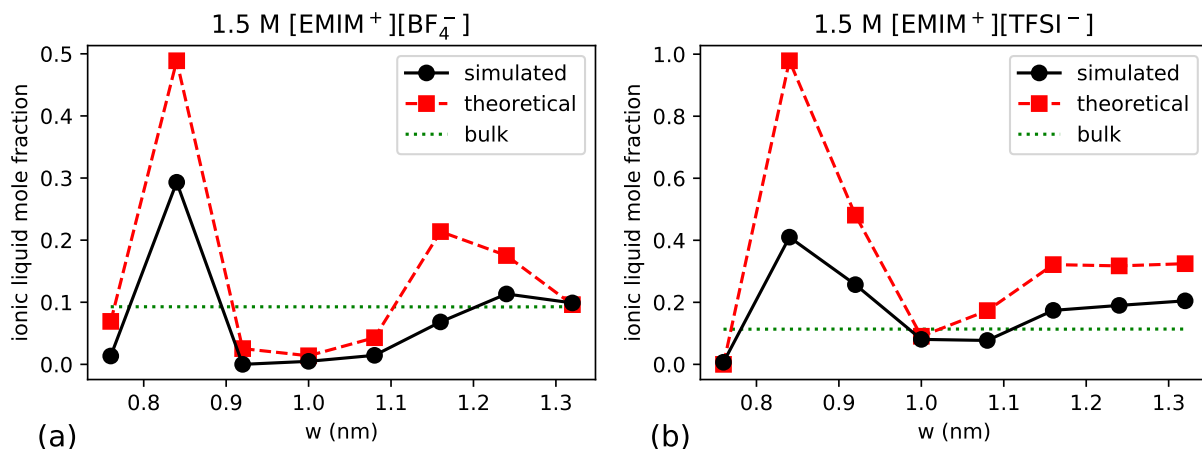 1.5 M [EMIM⁺][BF₄⁻]
ionic liquid mole fraction
0.5
0.4
0.3
0.2
0.1
0.0
simulated
theoretical
bulk
0.8 0.9 1.0 1.1 1.2 1.3
w (nm)
(a)
1.5 M [EMIM⁺][TFSI⁻]
ionic liquid mole fraction
1.0
0.8
0.6
0.4
0.2
0.0
simulated
theoretical
bulk
0.8 0.9 1.0 1.1 1.2 1.3
w (nm)
(b)